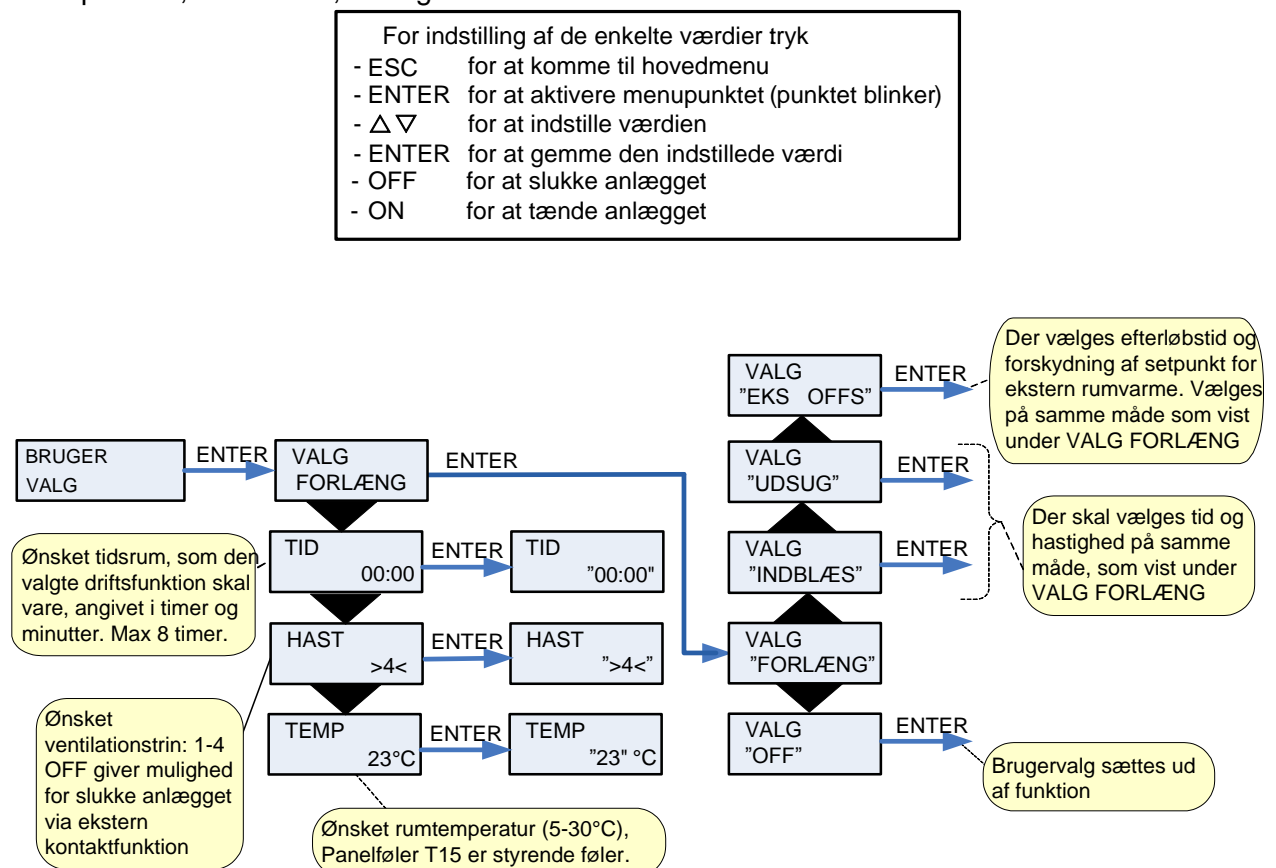 For indstilling af de enkelte værdier tryk
- ESC for at komme til hovedmenu
- ENTER for at aktivere menupunktet (punktet blinker)
- △ ▽ for at indstille værdien
- ENTER for at gemme den indstillede værdi
- OFF for at slukke anlægget
- ON for at tænde anlægget
BRUGER
VALG
ENTER
VALG
FORLÆNG
ENTER
TID
00:00
ENTER
TID
"00:00"
Ønsket tidsrum, som den
valgte driftsfunktion skal
vare, angivet i timer og
minutter. Max 8 timer.
HAST
>4<
ENTER
HAST
">4<"
Ønsket
ventilationstrin: 1-4
OFF giver mulighed
for slukke anlægget
via ekstern
kontaktfunktion
TEMP
23°C
ENTER
TEMP
"23" °C
Ønsket rumtemperatur (5-30°C),
Panelføler T15 er styrende føler.
VALG
"EKS OFFS"
ENTER
Der vælges efterløbstid og
forskydning af setpunkt for
ekstern rumvarme. Vælges
på samme måde som vist
under VALG FORLÆNG
VALG
"UDSUG"
ENTER
VALG
"INDBLÆS"
ENTER
Der skal vælges tid og
hastighed på samme
måde, som vist under
VALG FORLÆNG
VALG
"FORLÆNG"
VALG
"OFF"
ENTER
Brugervalg sættes ud
af funktion